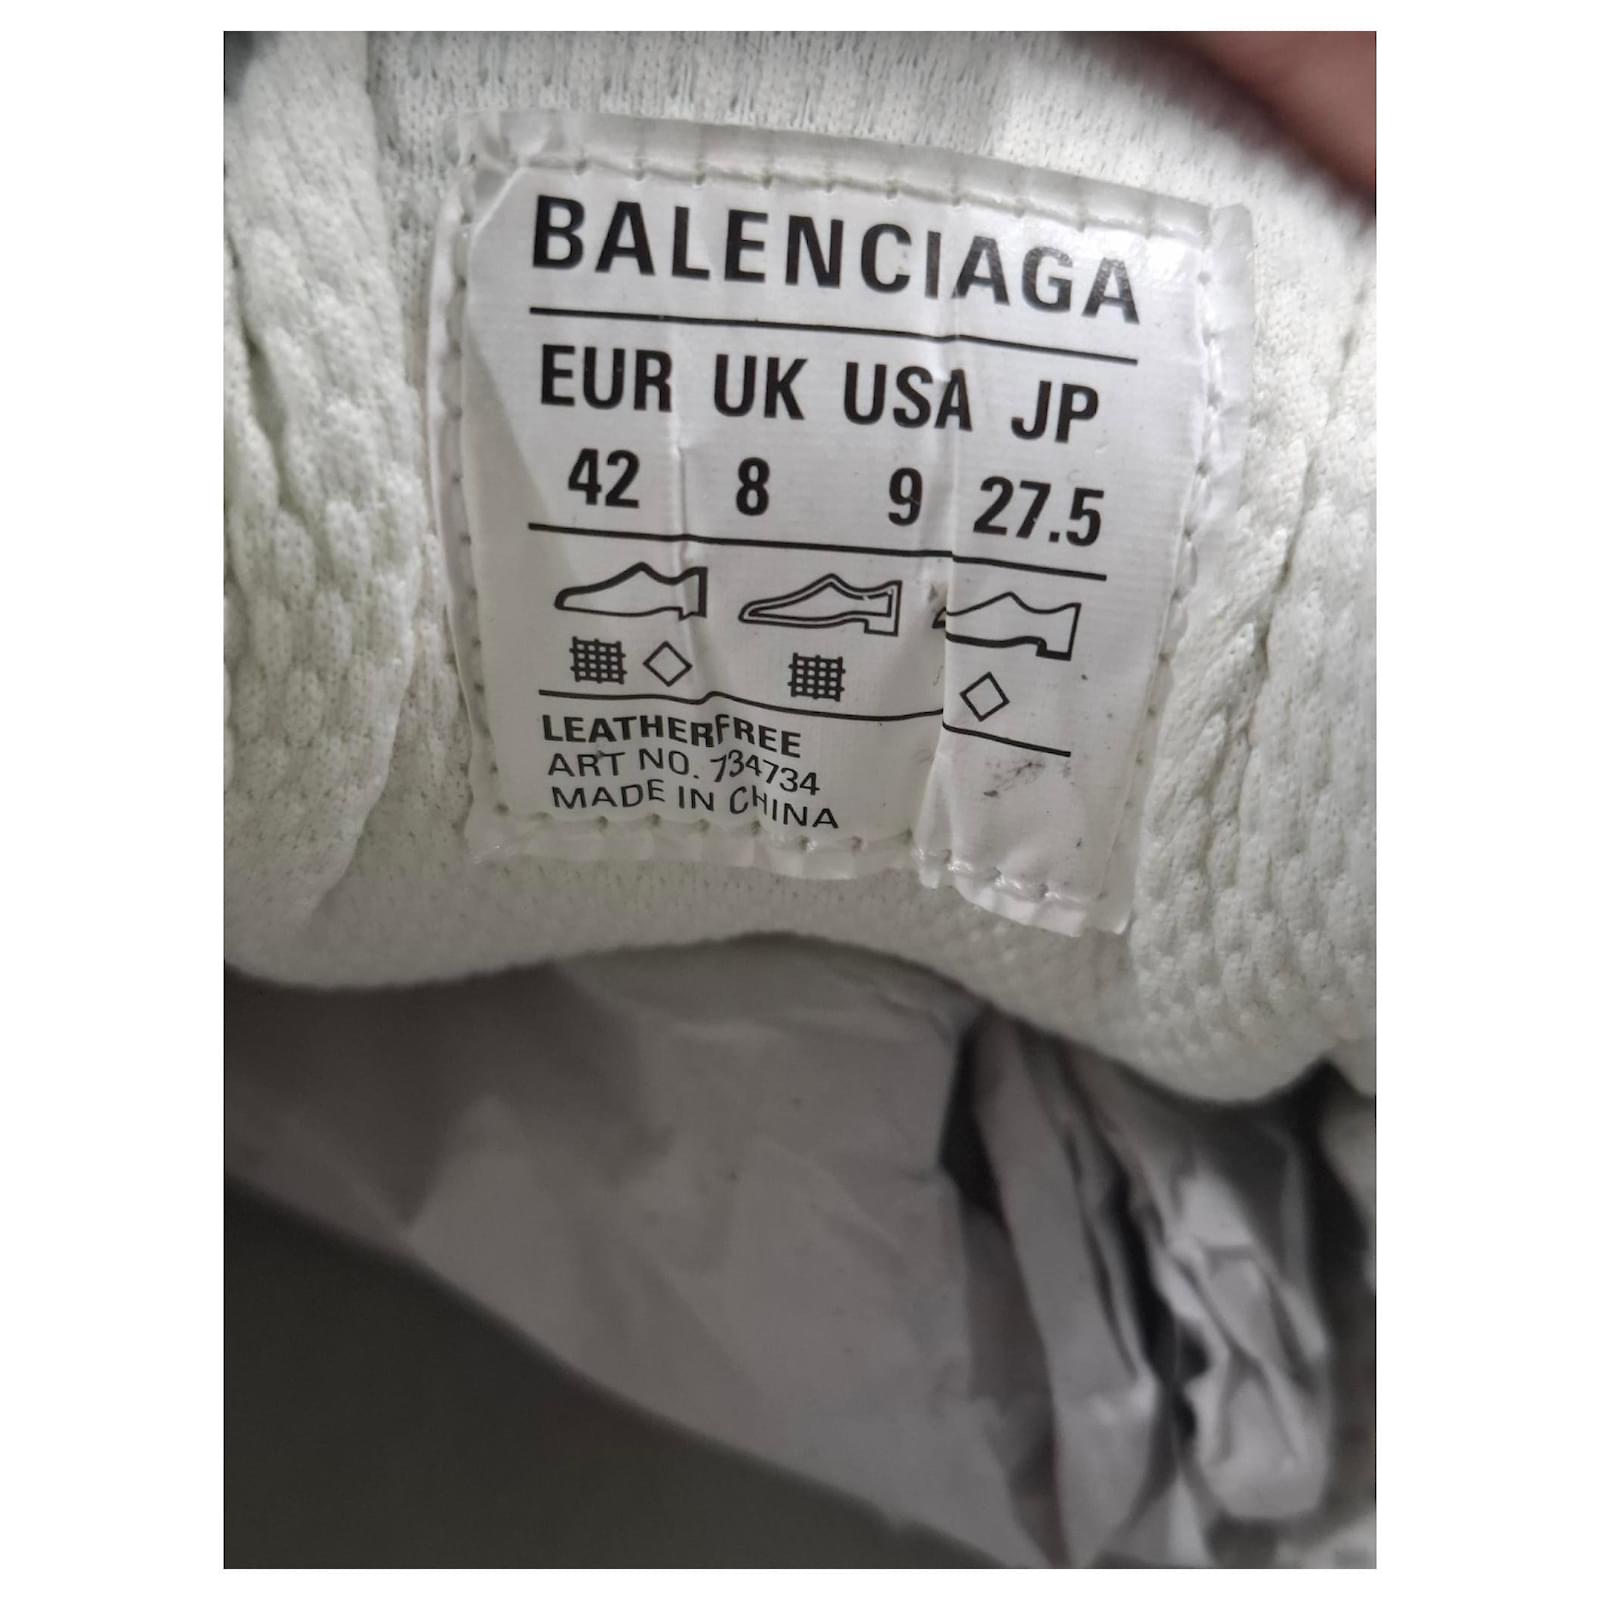 BALENCIAGA
EUR UK USA JP
42 8 9 27.5
LEATHERFREE
ART NO. 734734
MADE IN CHINA